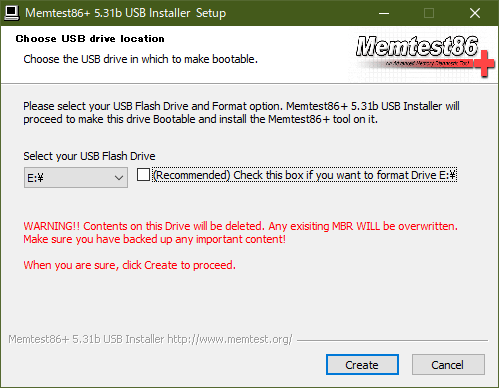 Memtest86+ 5.31b USB Installer Setup
Choose USB drive location
Choose the USB drive in which to make bootable.
Memtest86
+
An Advanced Memory Diagnostic Tool
Please select your USB Flash Drive and Format option. Memtest86+ 5.31b USB Installer will
proceed to make this drive Bootable and install the Memtest86+ tool on it.
Select your USB Flash Drive
E:¥
(Recommended) Check this box if you want to format Drive E:¥
WARNING!! Contents on this Drive will be deleted. Any exisiting MBR WILL be overwritten.
Make sure you have backed up any important content!
When you are sure, click Create to proceed.
Memtest86+ 5.31b USB Installer http://www.memtest.org/
Create
Cancel